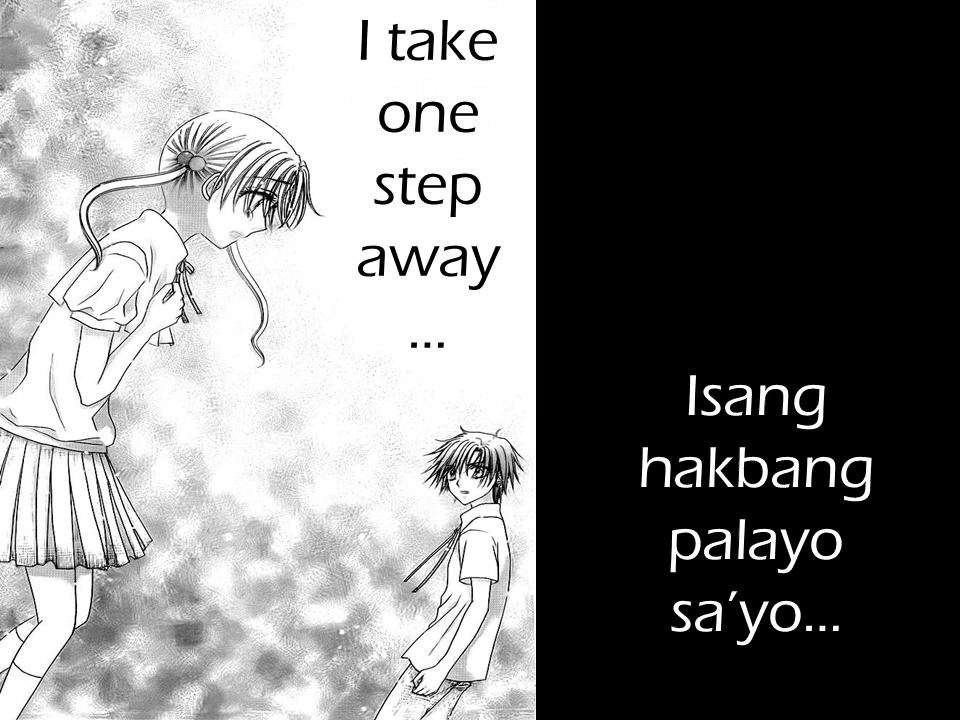 I take
one
step
away
...
Isang
hakbang
palayo
sa’yo...